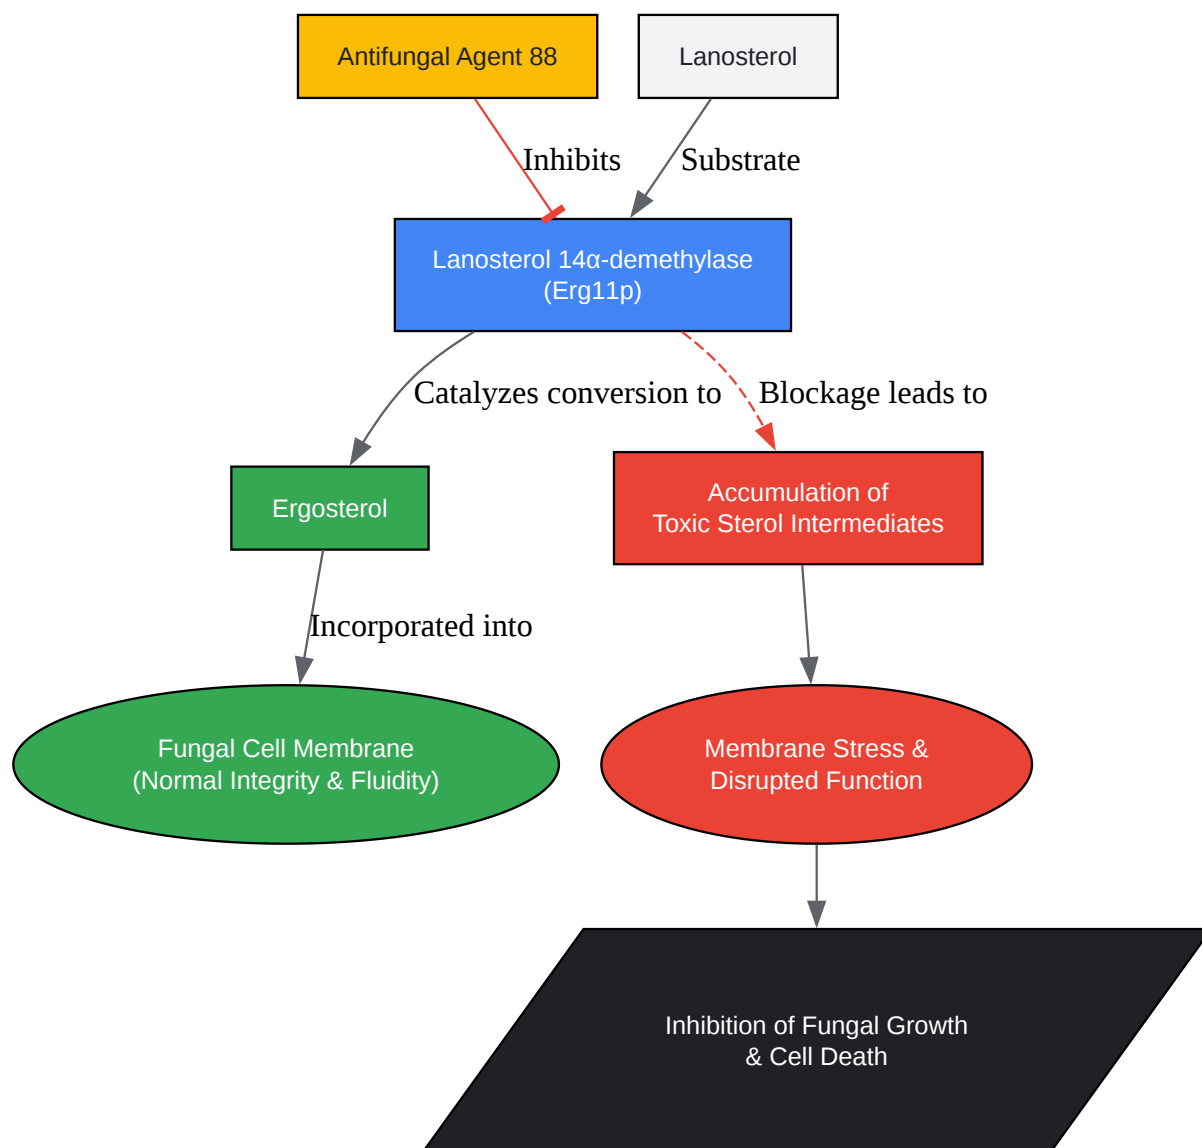 Antifungal Agent 88
Lanosterol
Inhibits
Substrate
Lanosterol 14α-demethylase
(Erg11p)
Catalyzes conversion to
Blockage leads to
Ergosterol
Accumulation of
Toxic Sterol Intermediates
Incorporated into
Fungal Cell Membrane
(Normal Integrity & Fluidity)
Membrane Stress &
Disrupted Function
Inhibition of Fungal Growth
& Cell Death